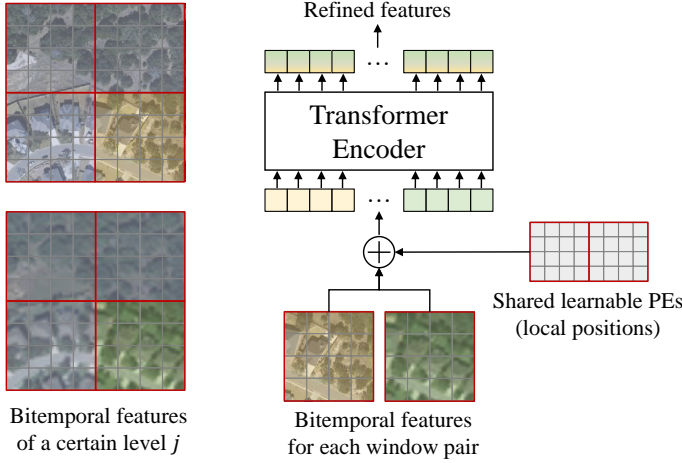 Refined features
...
Transformer
Encoder
...
Shared learnable PEs
(local positions)
Bitemporal features
of a certain level j
Bitemporal features
for each window pair